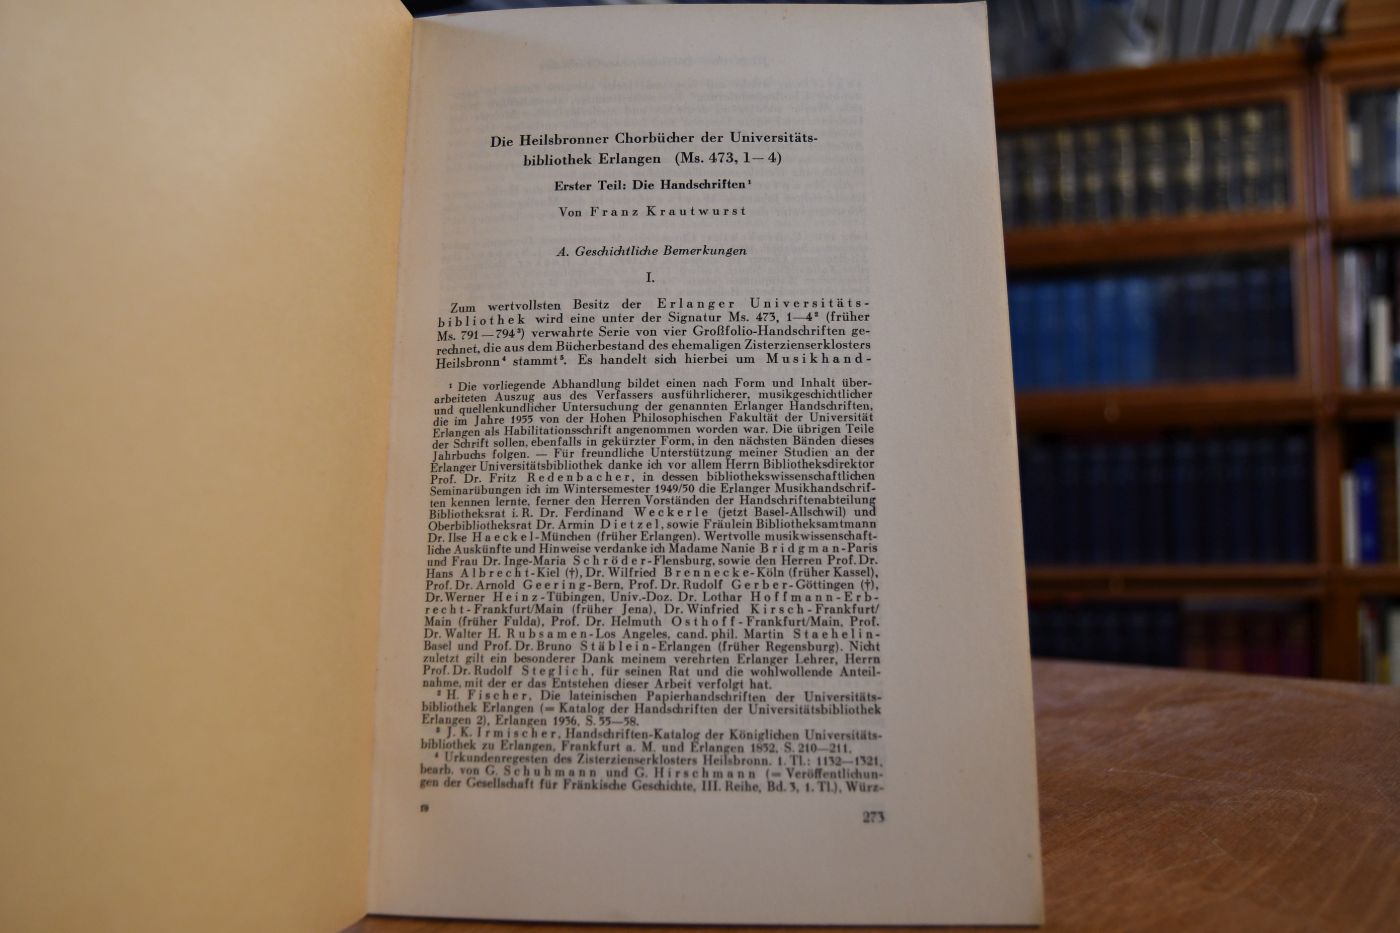 Die Heilsbronner Chorbücher der Universitäts-
bibliothek Erlangen (Ms. 473, 1—4)
Erster Teil: Die Handschriften¹
Von Franz Krautwurst
A. Geschichtliche Bemerkungen
I.
Zum wertvollsten Besitz der Erlanger Universitäts-
bibliothek wird eine unter der Signatur Ms. 473, 1—4² (früher
Ms. 791—794³) verwahrte Serie von vier Großfolio-Handschriften ge-
rechnet, die aus dem Bücherbestand des ehemaligen Zisterzienserklosters
Heilsbronn⁴ stammt⁵. Es handelt sich hierbei um Musikhand-
¹ Die vorliegende Abhandlung bildet einen nach Form und Inhalt über-
arbeiteten Auszug aus des Verfassers ausführlicherer, musikgeschichtlicher
und quellenkundlicher Untersuchung der genannten Erlanger Handschriften,
die im Jahre 1955 von der Hohen Philosophischen Fakultät der Universität
Erlangen als Habilitationsschrift angenommen worden war. Die übrigen Teile
der Schrift sollen, ebenfalls in gekürzter Form, in den nächsten Bänden dieses
Jahrbuchs folgen. — Für freundliche Unterstützung meiner Studien an der
Erlanger Universitätsbibliothek danke ich vor allem Herrn Bibliotheksdirektor
Prof. Dr. Fritz Redenbacher, in dessen bibliothekswissenschaftlichen
Seminarübungen ich im Wintersemester 1949/50 die Erlanger Musikhandschrif-
ten kennen lernte, ferner den Herren Vorständen der Handschriftenabteilung
Bibliotheksrat i. R. Dr. Ferdinand Weckerle (jetzt Basel-Allschwil) und
Oberbibliotheksrat Dr. Armin Dietzel, sowie Fräulein Bibliotheksamtmann
Dr. Ilse Haeckel-München (früher Erlangen). Wertvolle musikwissenschaft-
liche Auskünfte und Hinweise verdanke ich Madame Nanie Bridgman-Paris
und Frau Dr. Inge-Maria Schröder-Flensburg, sowie den Herren Prof. Dr.
Hans Albrecht-Kiel (†), Dr. Wilfried Brennecke-Köln (früher Kassel),
Prof. Dr. Arnold Geering-Bern, Prof. Dr. Rudolf Gerber-Göttingen (†),
Dr. Werner Heinz-Tübingen, Univ.-Doz. Dr. Lothar Hoffmann-Erb-
recht-Frankfurt/Main (früher Jena), Dr. Winfried Kirsch-Frankfurt/
Main (früher Fulda), Prof. Dr. Helmuth Osthoff-Frankfurt/Main, Prof.
Dr. Walter H. Rubsamen-Los Angeles, cand. phil. Martin Staehelin-
Basel und Prof. Dr. Bruno Stäblein-Erlangen (früher Regensburg). Nicht
zuletzt gilt ein besonderer Dank meinem verehrten Erlanger Lehrer, Herrn
Prof. Dr. Rudolf Steglich, für seinen Rat und die wohlwollende Anteil-
nahme, mit der er das Entstehen dieser Arbeit verfolgt hat.
² H. Fischer, Die lateinischen Papierhandschriften der Universitäts-
bibliothek Erlangen (= Katalog der Handschriften der Universitätsbibliothek
Erlangen 2), Erlangen 1936, S. 55—58.
³ J. K. Irmischer, Handschriften-Katalog der Königlichen Universitäts-
bibliothek zu Erlangen, Frankfurt a. M. und Erlangen 1852, S. 210—211.
⁴ Urkundenregesten des Zisterzienserklosters Heilsbronn. 1. Tl.: 1132—1321,
bearb. von G. Schuhmann und G. Hirschmann (= Veröffentlichun-
gen der Gesellschaft für Fränkische Geschichte, III. Reihe, Bd. 3, 1. Tl.), Würz-
19
273